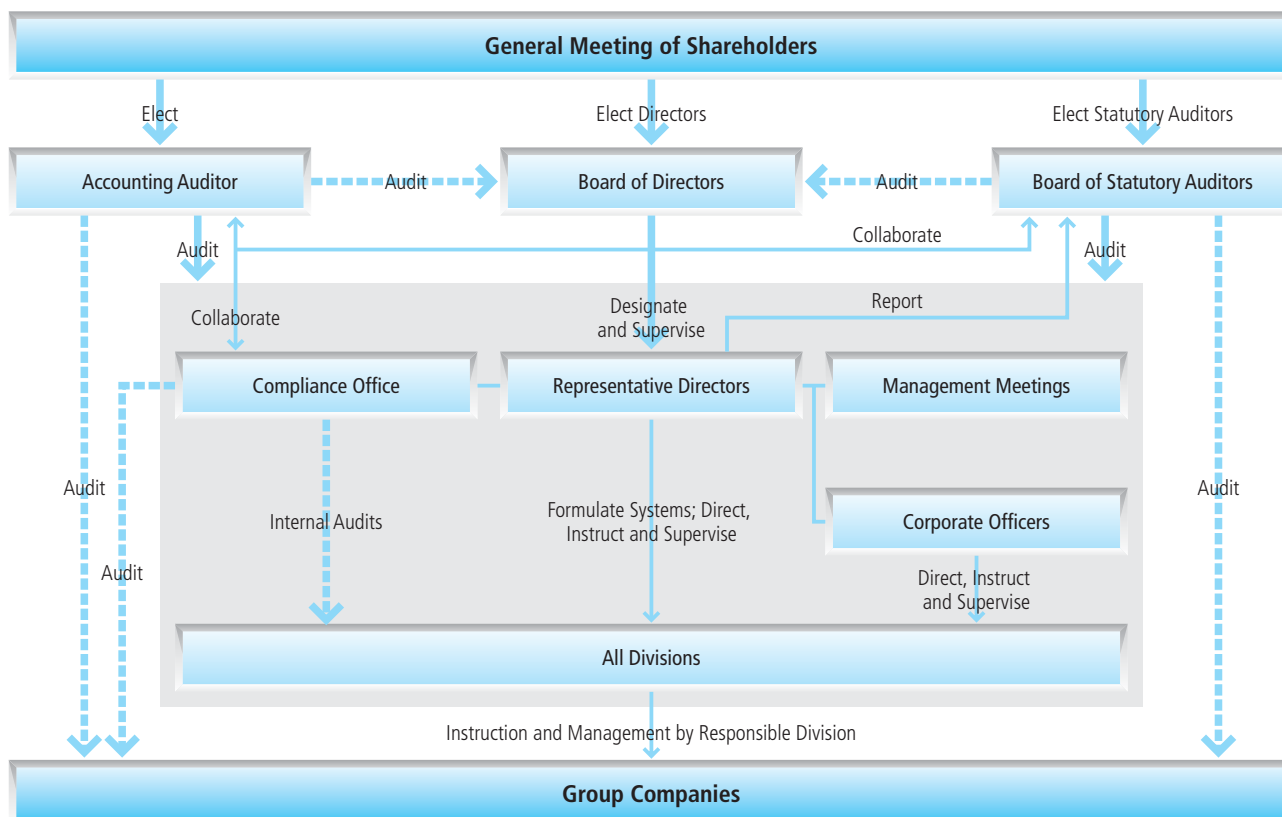 General Meeting of Shareholders
Elect
Elect Directors
Elect Statutory Auditors
Accounting Auditor
Audit
Board of Directors
Audit
Board of Statutory Auditors
Audit
Collaborate
Audit
Collaborate
Designate
and Supervise
Report
Compliance Office
Representative Directors
Management Meetings
Audit
Internal Audits
Formulate Systems; Direct,
Instruct and Supervise
Corporate Officers
Audit
Audit
Direct, Instruct
and Supervise
All Divisions
Instruction and Management by Responsible Division
Group Companies